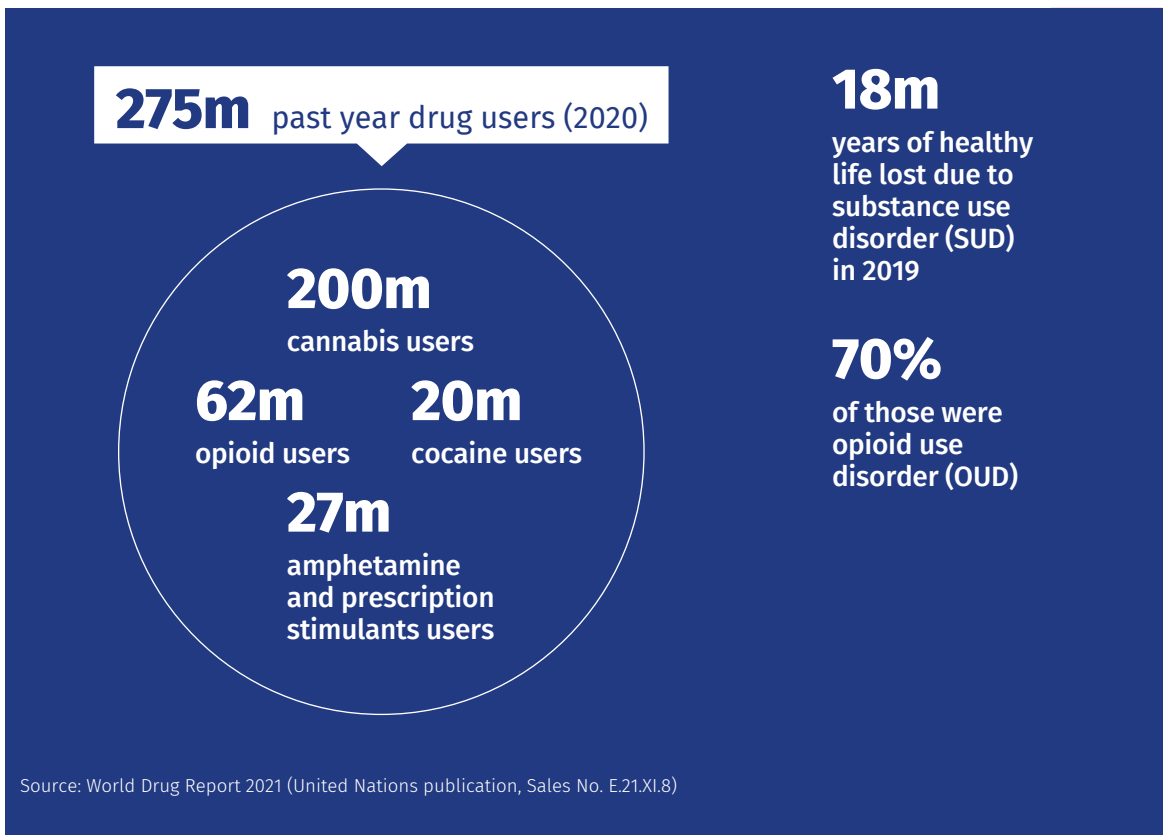 275m past year drug users (2020)
200m
cannabis users
62m
opioid users
20m
cocaine users
27m
amphetamine
and prescription
stimulants users
18m
years of healthy
life lost due to
substance use
disorder (SUD)
in 2019
70%
of those were
opioid use
disorder (OUD)
Source: World Drug Report 2021 (United Nations publication, Sales No. E.21.XI.8)